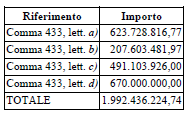 Riferimento Importo
Comma 433, lett. a) 623.728.816,77
Comma 433, lett. b) 207.603.481,97
Comma 433, lett. c) 491.103.926,00
Comma 433, lett. d) 670.000.000,00
TOTALE 1.992.436.224,74